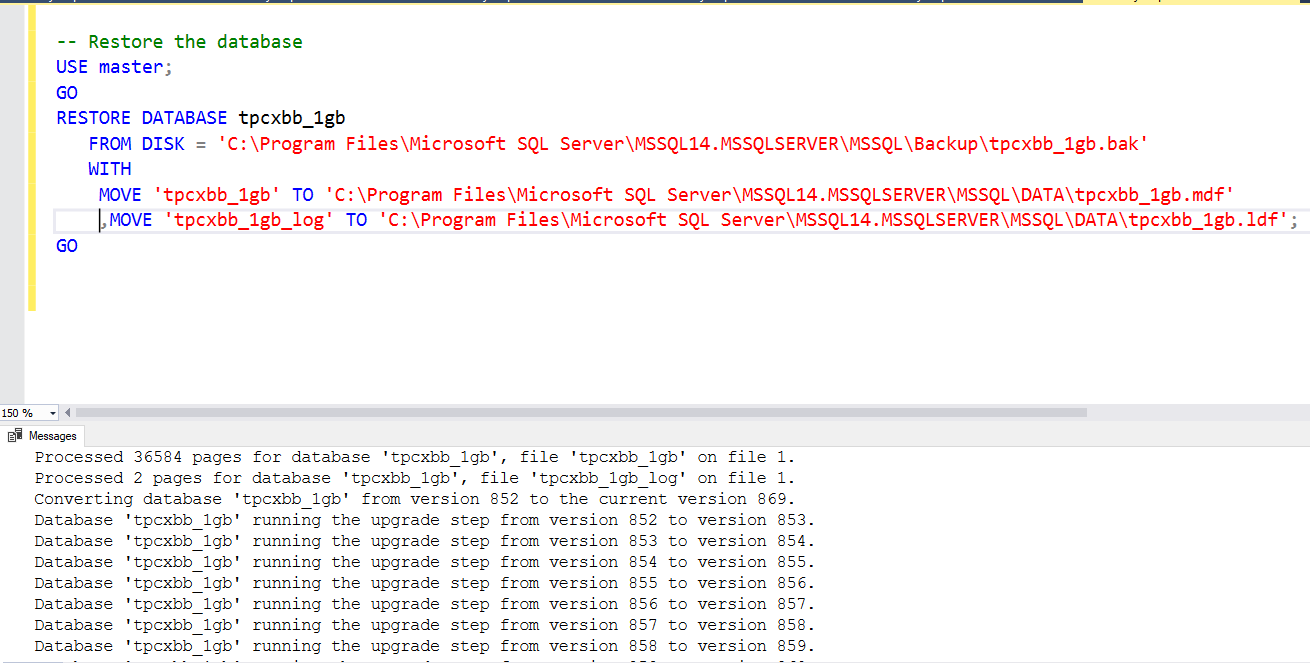 -- Restore the database
USE master;
GO
RESTORE DATABASE tpcxbb_1gb
FROM DISK = 'C:\Program Files\Microsoft SQL Server\MSSQL14.MSSQLSERVER\MSSQL\Backup\tpcxbb_1gb.bak'
WITH
MOVE 'tpcxbb_1gb' TO 'C:\Program Files\Microsoft SQL Server\MSSQL14.MSSQLSERVER\MSSQL\DATA\tpcxbb_1gb.mdf'
,MOVE 'tpcxbb_1gb_log' TO 'C:\Program Files\Microsoft SQL Server\MSSQL14.MSSQLSERVER\MSSQL\DATA\tpcxbb_1gb.ldf';
GO
150 %
Messages
Processed 36584 pages for database 'tpcxbb_1gb', file 'tpcxbb_1gb' on file 1.
Processed 2 pages for database 'tpcxbb_1gb', file 'tpcxbb_1gb_log' on file 1.
Converting database 'tpcxbb_1gb' from version 852 to the current version 869.
Database 'tpcxbb_1gb' running the upgrade step from version 852 to version 853.
Database 'tpcxbb_1gb' running the upgrade step from version 853 to version 854.
Database 'tpcxbb_1gb' running the upgrade step from version 854 to version 855.
Database 'tpcxbb_1gb' running the upgrade step from version 855 to version 856.
Database 'tpcxbb_1gb' running the upgrade step from version 856 to version 857.
Database 'tpcxbb_1gb' running the upgrade step from version 857 to version 858.
Database 'tpcxbb_1gb' running the upgrade step from version 858 to version 859.